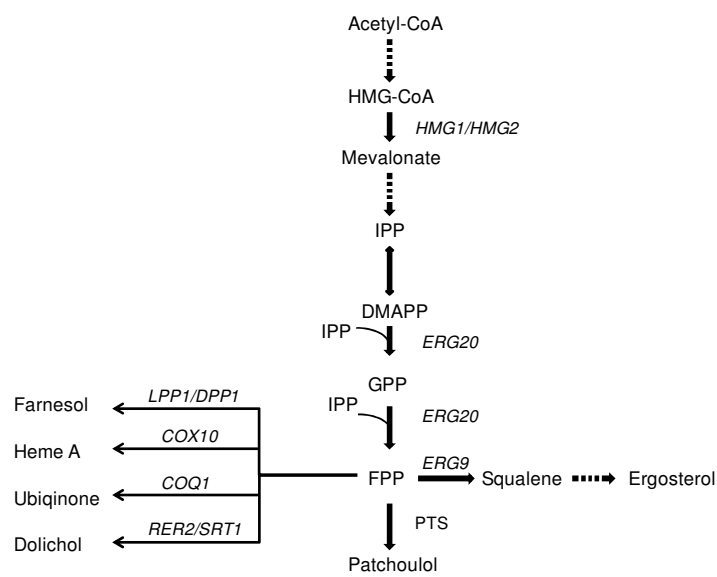 Acetyl-CoA
HMG-CoA
HMG1/HMG2
Mevalonate
IPP
DMAPP
IPP
ERG20
GPP
IPP
ERG20
Farnesol
LPP1/DPP1
Heme A
COX10
Ubiqinone
COQ1
Dolichol
RER2/SRT1
FPP
ERG9
Squalene
Ergosterol
PTS
Patchoulol